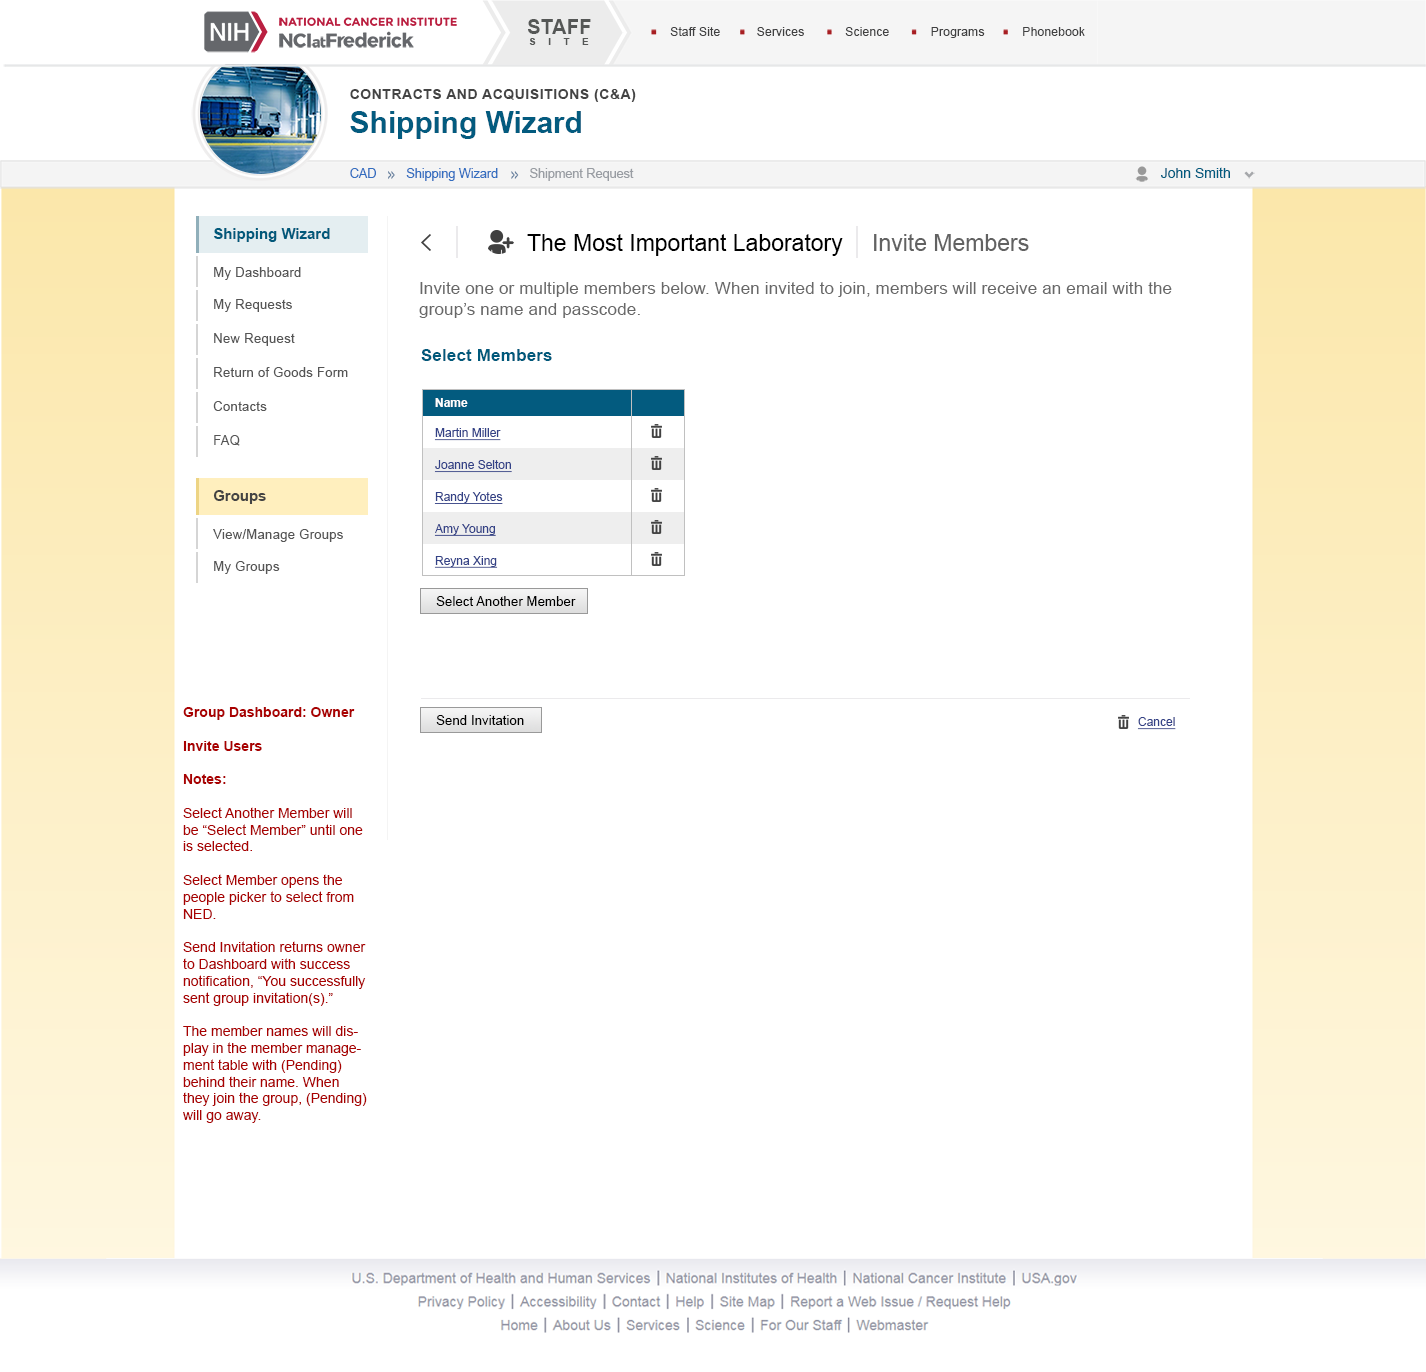 NIH NATIONAL CANCER INSTITUTE
NCIatFrederick
STAFF
SITE
Staff Site
Services
Science
Programs
Phonebook
CONTRACTS AND ACQUISITIONS (C&A)
Shipping Wizard
CAD » Shipping Wizard » Shipment Request
John Smith
Shipping Wizard
My Dashboard
My Requests
New Request
Return of Goods Form
Contacts
FAQ
Groups
View/Manage Groups
My Groups
The Most Important Laboratory
Invite Members
Invite one or multiple members below. When invited to join, members will receive an email with the
group’s name and passcode.
Select Members
Name
Martin Miller
Joanne Selton
Randy Yotes
Amy Young
Reyna Xing
Select Another Member
Send Invitation
Cancel
Group Dashboard: Owner
Invite Users
Notes:
Select Another Member will
be “Select Member” until one
is selected.
Select Member opens the
people picker to select from
NED.
Send Invitation returns owner
to Dashboard with success
notification, “You successfully
sent group invitation(s).”
The member names will dis-
play in the member manage-
ment table with (Pending)
behind their name. When
they join the group, (Pending)
will go away.
U.S. Department of Health and Human Services | National Institutes of Health | National Cancer Institute | USA.gov
Privacy Policy | Accessibility | Contact | Help | Site Map | Report a Web Issue / Request Help
Home | About Us | Services | Science | For Our Staff | Webmaster